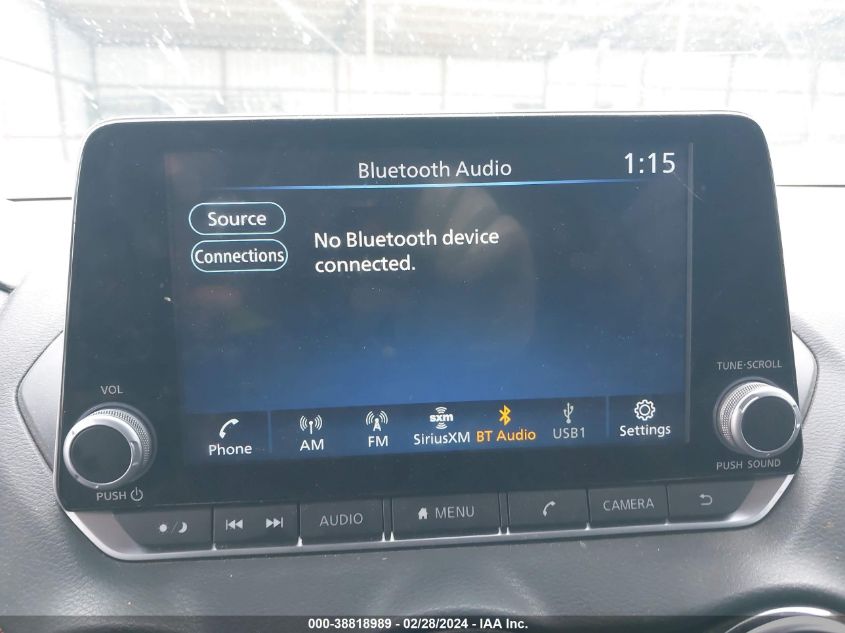 Bluetooth Audio
1:15
Source
Connections
No Bluetooth device
connected.
Phone
AM
FM
sxm
SiriusXM
BT Audio
USB1
Settings
VOL
PUSH
TUNE·SCROLL
PUSH SOUND
AUDIO
MENU
CAMERA
000-38818989 - 02/28/2024 - IAA Inc.